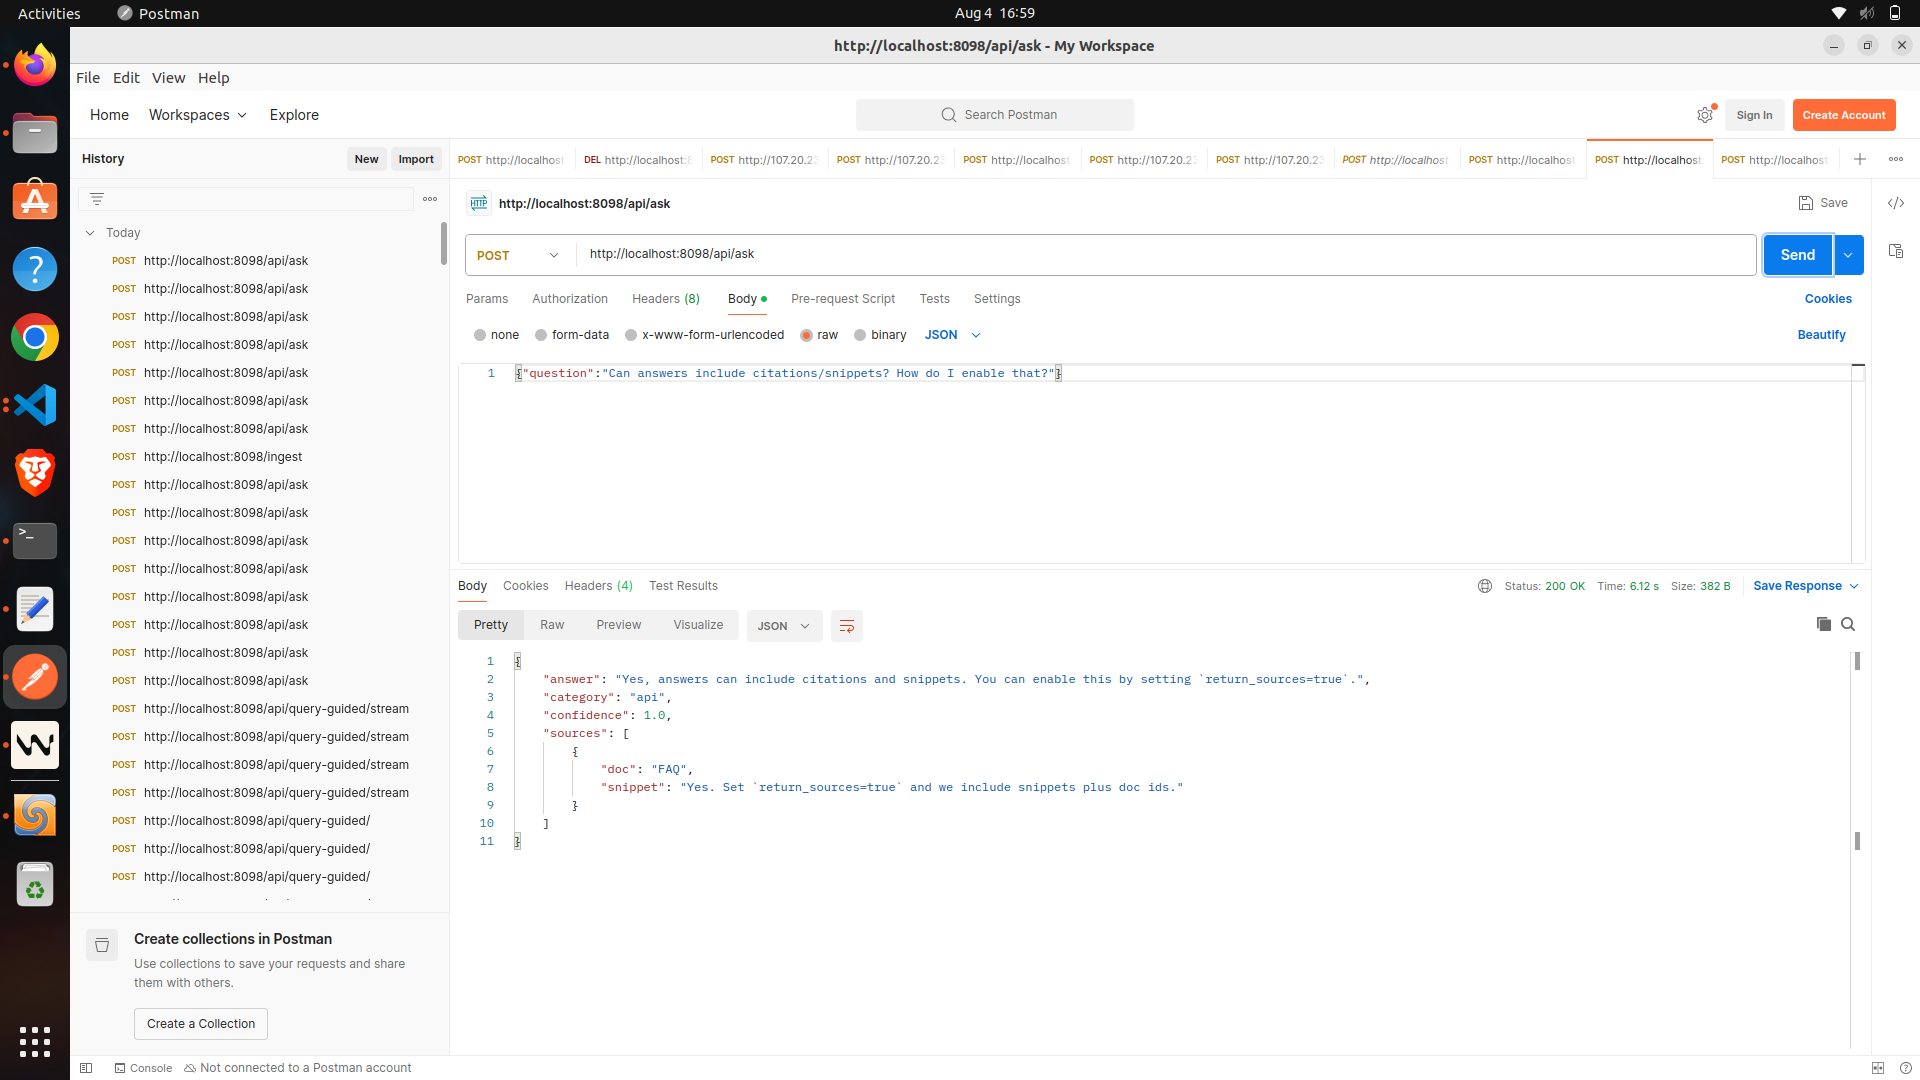 Activities
Postman
Aug 4 16:59
http://localhost:8098/api/ask - My Workspace
File Edit View Help
Home Workspaces Explore
Search Postman
Sign In
Create Account
History
New
Import
POST http://localhost
DEL http://localhost:8
POST http://107.20.23
POST http://107.20.23
POST http://localhost.
POST http://107.20.23
POST http://107.20.23
POST http://localhost.
POST http://localhost
POST http://localhost.
POST http://localhost
HTTP http://localhost:8098/api/ask
Save
Today
POST http://localhost:8098/api/ask
POST http://localhost:8098/api/ask
POST http://localhost:8098/api/ask
POST http://localhost:8098/api/ask
POST http://localhost:8098/api/ask
POST http://localhost:8098/api/ask
POST http://localhost:8098/api/ask
POST http://localhost:8098/ingest
POST http://localhost:8098/api/ask
POST http://localhost:8098/api/ask
POST http://localhost:8098/api/ask
POST http://localhost:8098/api/ask
POST http://localhost:8098/api/ask
POST http://localhost:8098/api/ask
POST http://localhost:8098/api/ask
POST http://localhost:8098/api/ask
POST http://localhost:8098/api/query-guided/stream
POST http://localhost:8098/api/query-guided/stream
POST http://localhost:8098/api/query-guided/stream
POST http://localhost:8098/api/query-guided/stream
POST http://localhost:8098/api/query-guided/
POST http://localhost:8098/api/query-guided/
POST http://localhost:8098/api/query-guided/
Create collections in Postman
Use collections to save your requests and share
them with others.
Create a Collection
POST http://localhost:8098/api/ask
Send
Params Authorization Headers (8) Body Pre-request Script Tests Settings
Cookies
none form-data x-www-form-urlencoded raw binary JSON
Beautify
1 {"question":"Can answers include citations/snippets? How do I enable that?"}
Body Cookies Headers (4) Test Results
Status: 200 OK Time: 6.12 s Size: 382 B
Save Response
Pretty Raw Preview Visualize JSON
1 {
2 "answer": "Yes, answers can include citations and snippets. You can enable this by setting `return_sources=true`.",
3 "category": "api",
4 "confidence": 1.0,
5 "sources": [
6 {
7 "doc": "FAQ",
8 "snippet": "Yes. Set `return_sources=true` and we include snippets plus doc ids."
9 }
10 ]
11 }
Console Not connected to a Postman account